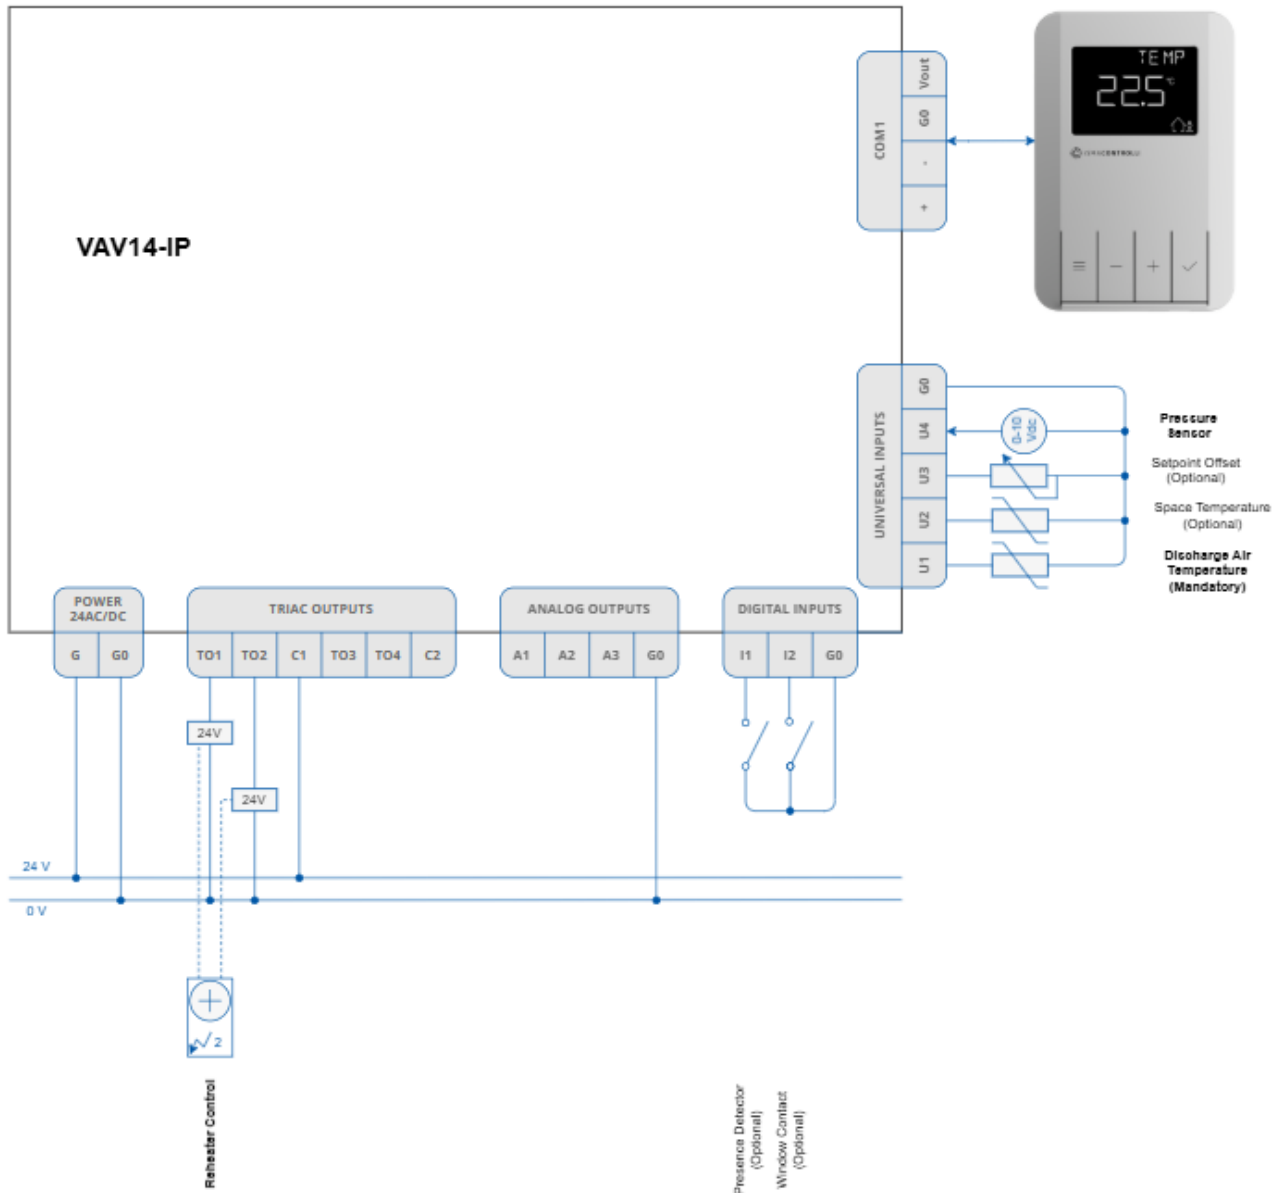 TEMP
22.5 °C
Vout
G0
-
+
COM1
VAV14-IP
UNIVERSAL INPUTS
G0
U4
U3
U2
U1
0-10
Vdc
Pressure
Sensor
Setpoint Offset
(Optional)
Space Temperature
(Optional)
Discharge Air
Temperature
(Mandatory)
POWER
24AC/DC
G G0
TRIAC OUTPUTS
TO1 TO2 C1 TO3 TO4 C2
ANALOG OUTPUTS
A1 A2 A3 G0
DIGITAL INPUTS
I1 I2 G0
24V
24V
24 V
0 V
2
Reheater Control
Presence Detector
(Optional)
Window Contact
(Optional)